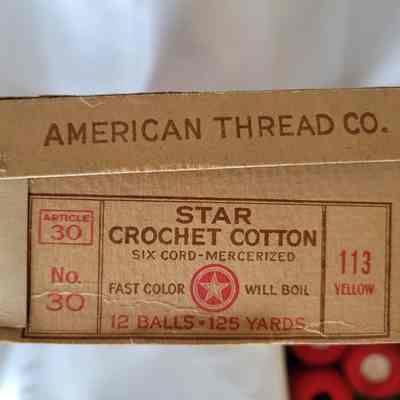 AMERICAN THREAD CO.
ARTICLE
30
No.
30
STAR
CROCHET COTTON
SIX CORD-MERCERIZED
FAST COLOR WILL BOIL
12 BALLS • 125 YARDS
113
YELLOW